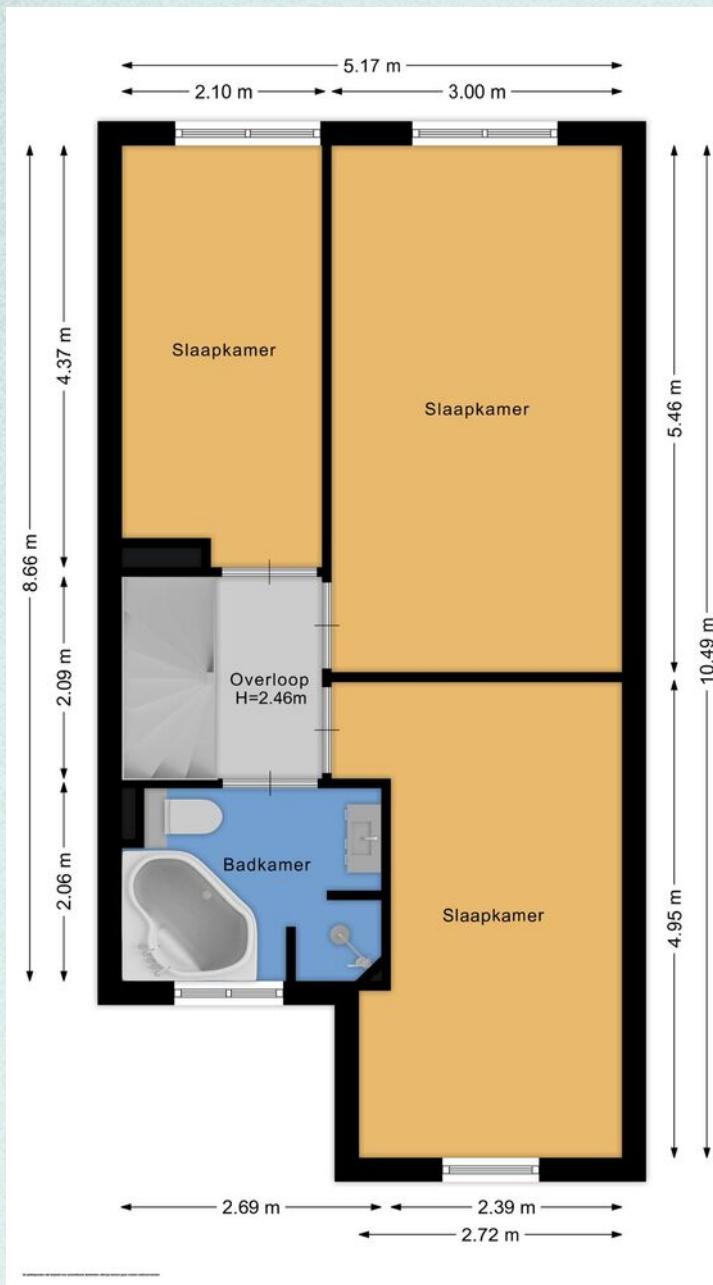 5.17 m
2.10 m
3.00 m
4.37 m
Slaapkamer
Slaapkamer
5.46 m
8.66 m
10.49 m
2.09 m
Overloop
H=2.46m
2.06 m
Badkamer
Slaapkamer
4.95 m
2.69 m
2.39 m
2.72 m